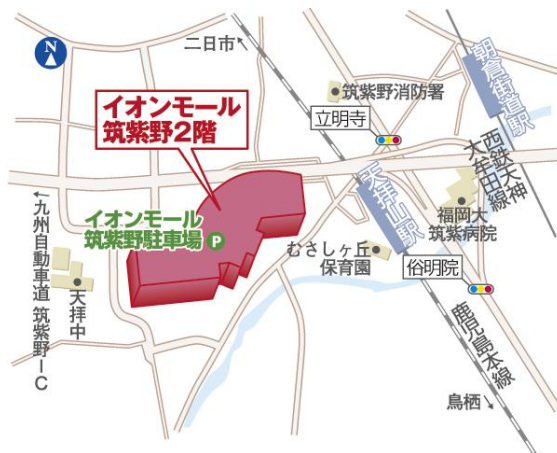 N
二日市
イオンモール
筑紫野2階
筑紫野消防署
立明寺
朝倉街道駅
西鉄天神
大牟田線
天拝山駅
福岡大
筑紫病院
イオンモール
筑紫野駐車場 P
むさしヶ丘
保育園
俊明院
九州自動車道 筑紫野IC
天拝中
鹿児島本線
鳥栖